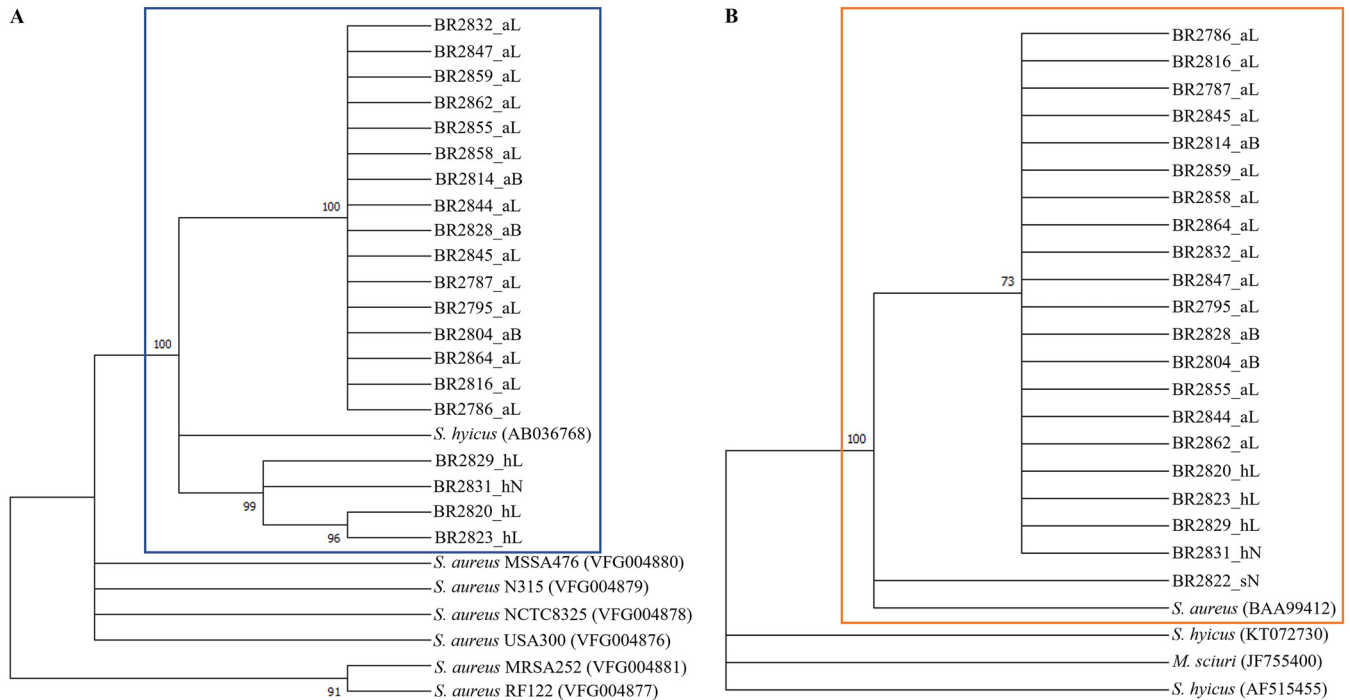 A
BR2832_aL
BR2847_aL
BR2859_aL
BR2862_aL
BR2855_aL
BR2858_aL
BR2814_aB
100
BR2844_aL
BR2828_aB
BR2845_aL
BR2787_aL
BR2795_aL
BR2804_aB
100
BR2864_aL
BR2816_aL
BR2786_aL
S. hyicus (AB036768)
BR2829_hL
BR2831_hN
99
BR2820_hL
96
BR2823_hL
S. aureus MSSA476 (VFG004880)
S. aureus N315 (VFG004879)
S. aureus NCTC8325 (VFG004878)
S. aureus USA300 (VFG004876)
S. aureus MRSA252 (VFG004881)
91
S. aureus RF122 (VFG004877)
B
BR2786_aL
BR2816_aL
BR2787_aL
BR2845_aL
BR2814_aB
BR2859_aL
BR2858_aL
BR2864_aL
BR2832_aL
73
BR2847_aL
BR2795_aL
BR2828_aB
BR2804_aB
BR2855_aL
BR2844_aL
100
BR2862_aL
BR2820_hL
BR2823_hL
BR2829_hL
BR2831_hN
BR2822_sN
S. aureus (BAA99412)
S. hyicus (KT072730)
M. sciuri (JF755400)
S. hyicus (AF515455)